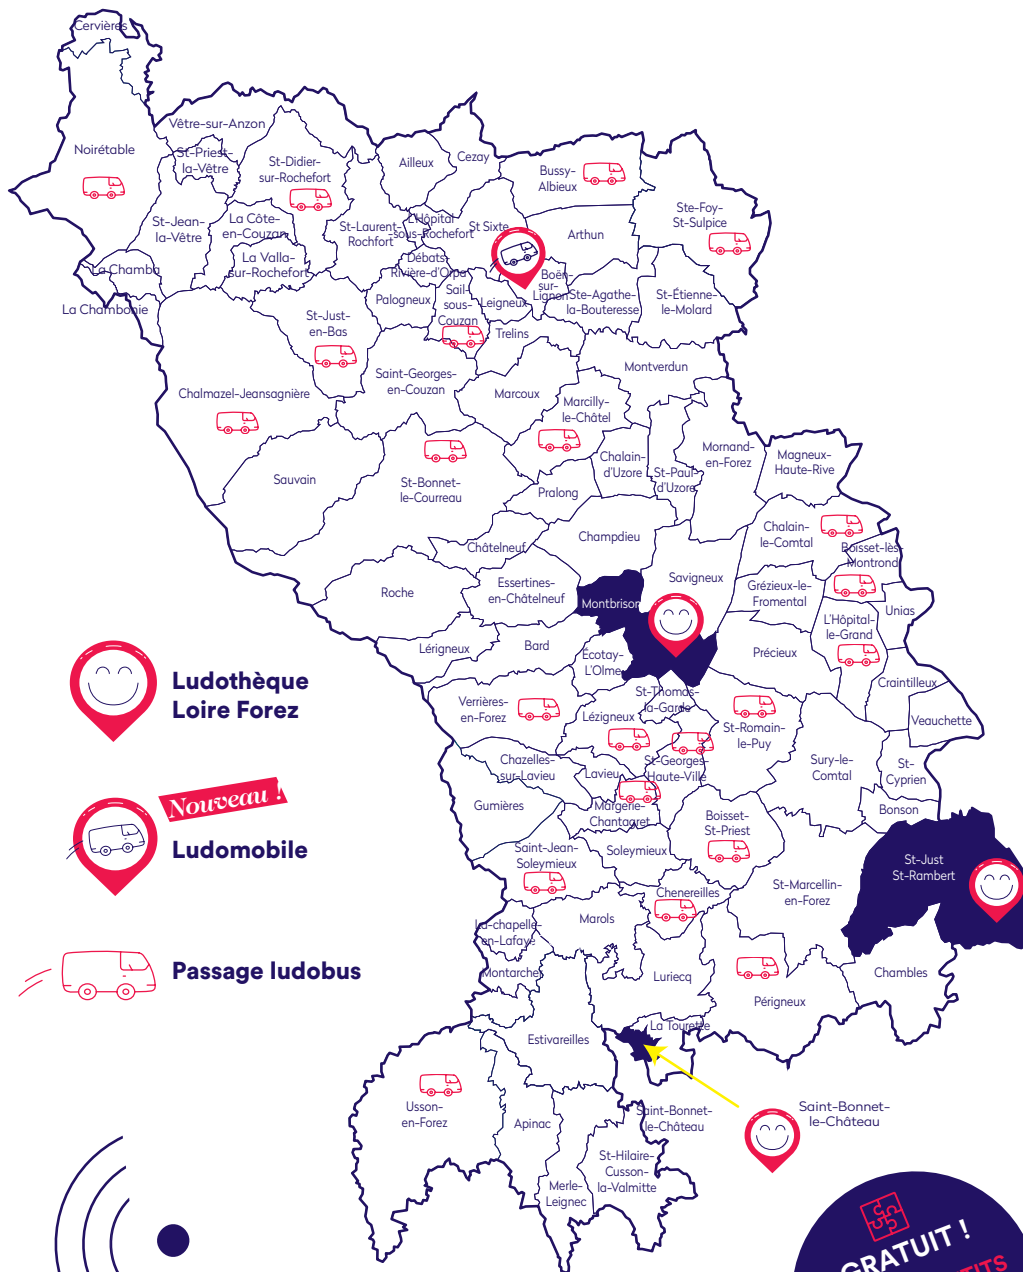 Cervières
Vêtre-sur-Anzon
Noirétable
St-Priest-
la-Vêtre
St-Didier-
sur-Rochefort
Ailleux
Cezay
Bussy-
Albieux
Ste-Foy-
St-Sulpice
St-Jean-
la-Vêtre
La Côte-
en-Couzan
St-Laurent-
Rochfort
L'Hôpital
-sous-Rochefort
St Sixte
Arthun
La Chamba
La Valla-
sur-Rochefort
Débats-
Rivière-d'Orpa
Boën-
sur-
Lignon
La Chambonie
Palogneux
Sail-
sous-
Couzan
Leigneux
Ste-Agathe-
la-Bouteresse
St-Étienne-
le-Molard
St-Just-
en-Bas
Trelins
Chalmazel-Jeansagnière
Saint-Georges-
en-Couzan
Marcoux
Montverdun
Marcilly-
le-Châtel
Sauvain
St-Bonnet-
le-Courreau
Chalain-
d'Uzore
St-Paul-
d'Uzore
Mornand-
en-Forez
Magneux-
Haute-Rive
Pralong
Châtelneuf
Champdieu
Chalain-
le-Comtal
Boisset-lès-
Montrond
Roche
Essertines-
en-Châtelneuf
Montbrison
Savigneux
Grézieux-le-
Fromental
L'Hôpital-
le-Grand
Unias
Lérigneux
Bard
Écotay-
L'Olme
Précieux
Craintilleux
Ludothèque
Loire Forez
Verrières-
en-Forez
Lézigneux
St-Thomas-
la-Garde
St-Romain-
le-Puy
Veauchette
Chazelles-
sur-Lavieu
Lavieu
St-Georges-
Haute-Ville
Sury-le-
Comtal
St-
Cyprien
Nouveau !
Ludomobile
Gumières
Margerie-
Chantagret
Boisset-
St-Priest
Bonson
Saint-Jean-
Soleymieux
Soleymieux
St-Just
St-Rambert
Chenereilles
St-Marcellin-
en-Forez
La-chapelle-
en-Lafaye
Marols
Passage ludobus
Montarcher
Luriecq
Périgneux
Chambles
Estivareilles
La Tourette
Usson-
en-Forez
Apinac
Saint-Bonnet-
le-Château
Saint-Bonnet-
le-Château
St-Hilaire-
Cusson-
la-Valmitte
Merle-
Leignec
GRATUIT !